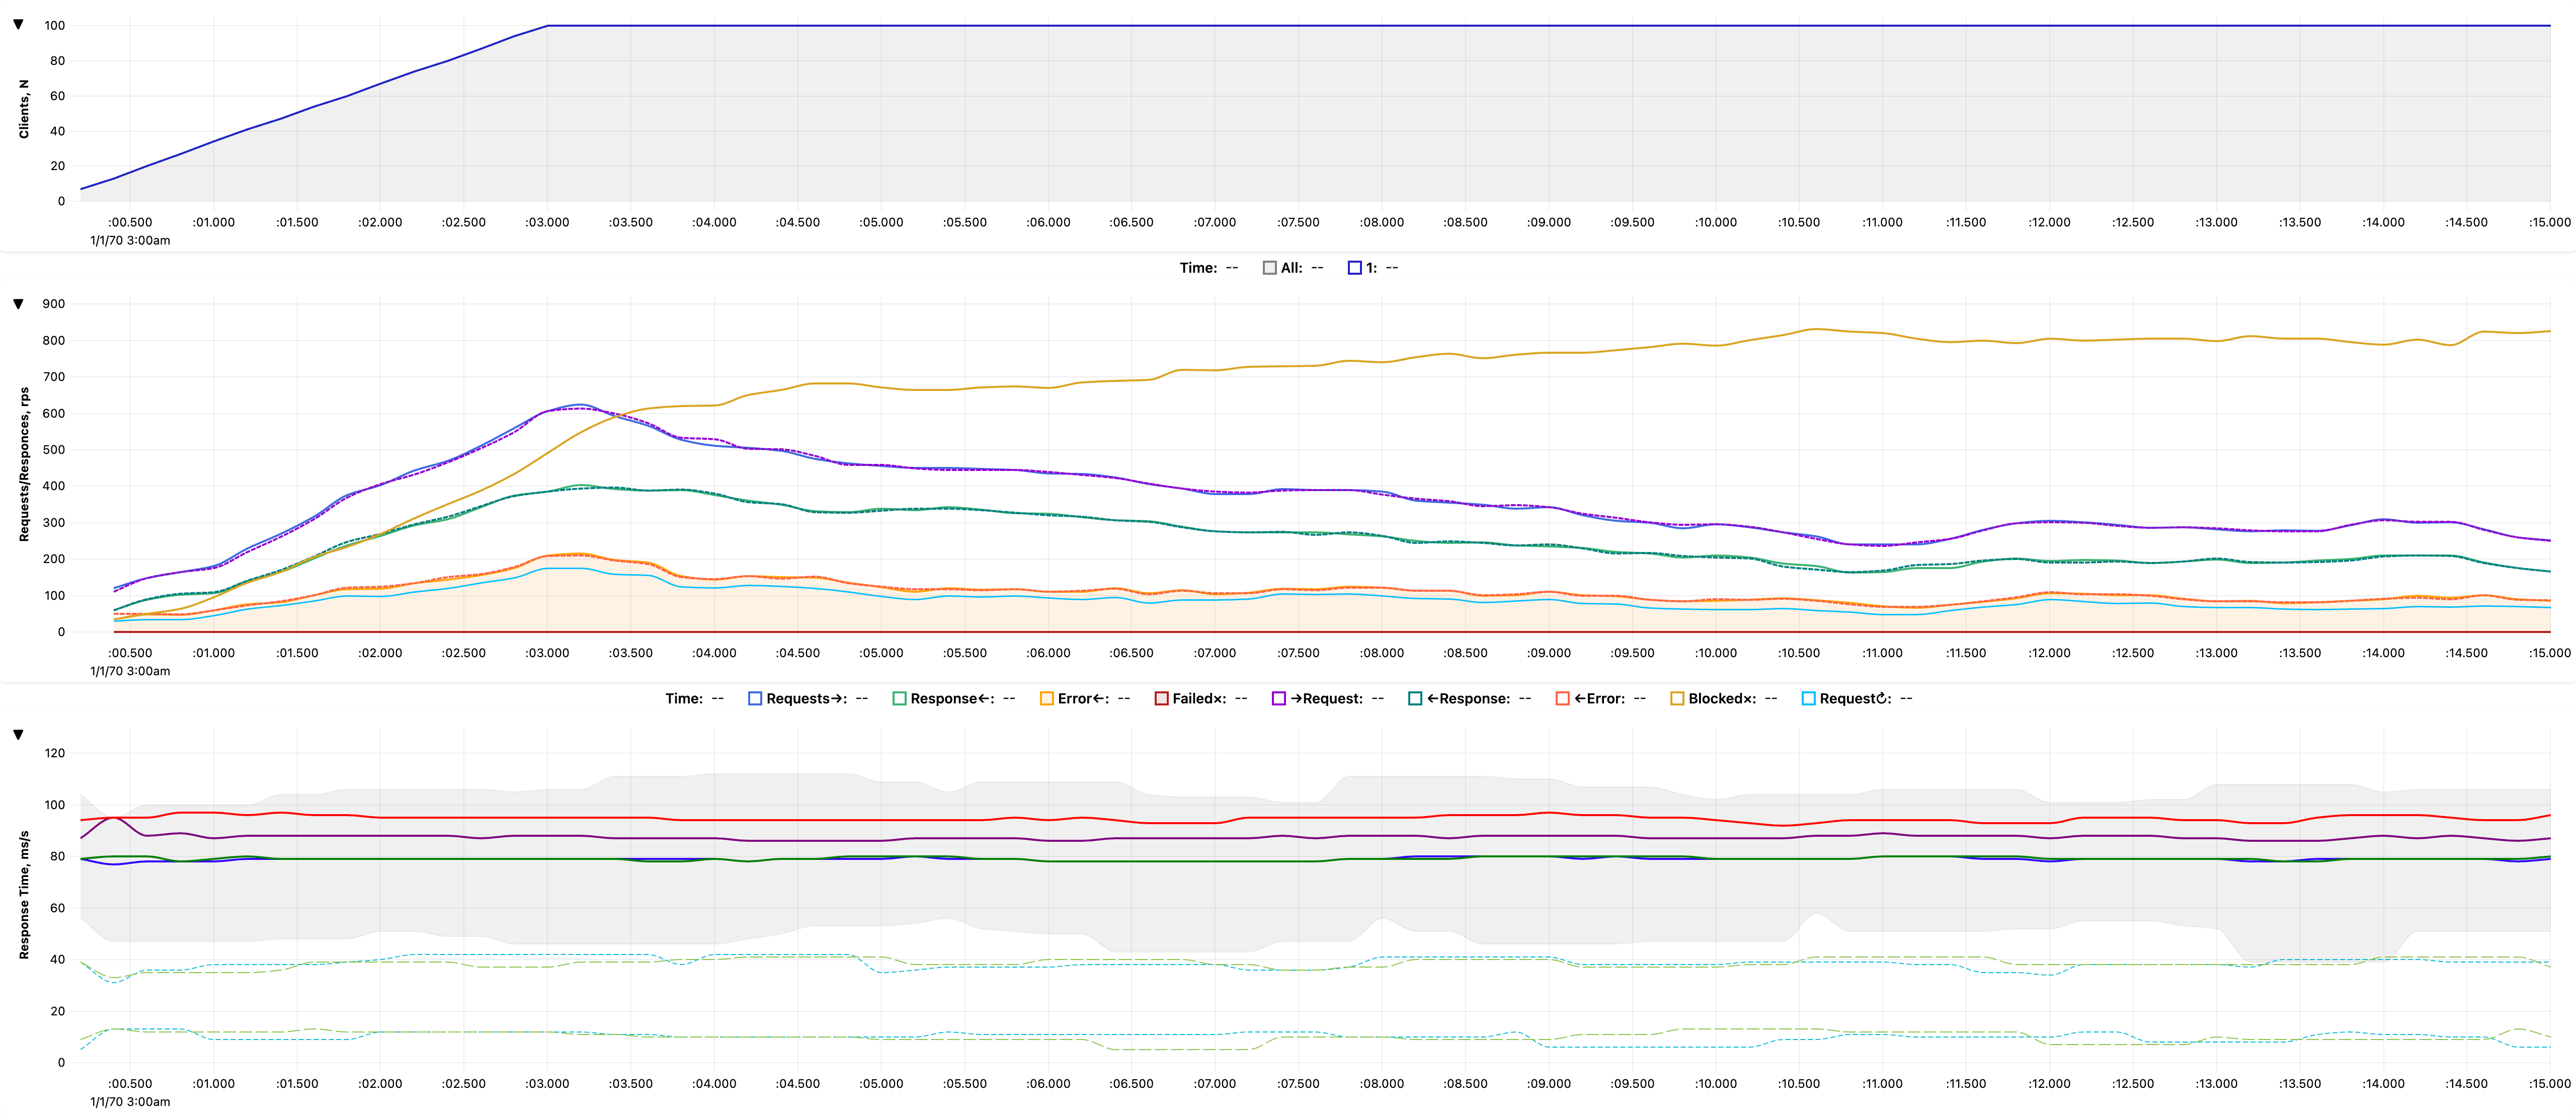 ▼
Clients, N
100
80
60
40
20
0
:00.500 :01.000 :01.500 :02.000 :02.500 :03.000 :03.500 :04.000 :04.500 :05.000 :05.500 :06.000 :06.500 :07.000 :07.500 :08.000 :08.500 :09.000 :09.500 :10.000 :10.500 :11.000 :11.500 :12.000 :12.500 :13.000 :13.500 :14.000 :14.500 :15.000
1/1/70 3:00am
Time: -- All: -- 1: --
▼
Requests/Responces, rps
900
800
700
600
500
400
300
200
100
0
:00.500 :01.000 :01.500 :02.000 :02.500 :03.000 :03.500 :04.000 :04.500 :05.000 :05.500 :06.000 :06.500 :07.000 :07.500 :08.000 :08.500 :09.000 :09.500 :10.000 :10.500 :11.000 :11.500 :12.000 :12.500 :13.000 :13.500 :14.000 :14.500 :15.000
1/1/70 3:00am
Time: -- Requests→: -- Response←: -- Error←: -- Failed×: -- →Request: -- ←Response: -- ←Error: -- Blocked×: -- Request↻: --
▼
Response Time, ms/s
120
100
80
60
40
20
0
:00.500 :01.000 :01.500 :02.000 :02.500 :03.000 :03.500 :04.000 :04.500 :05.000 :05.500 :06.000 :06.500 :07.000 :07.500 :08.000 :08.500 :09.000 :09.500 :10.000 :10.500 :11.000 :11.500 :12.000 :12.500 :13.000 :13.500 :14.000 :14.500 :15.000
1/1/70 3:00am